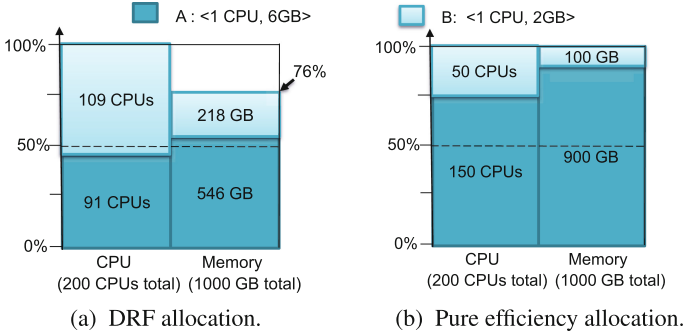 A : <1 CPU, 6GB>
B: <1 CPU, 2GB>
100%
109 CPUs
76%
218 GB
50%
91 CPUs
546 GB
0%
CPU
Memory
(200 CPUs total)
(1000 GB total)
(a) DRF allocation.
100%
50 CPUs
100 GB
50%
150 CPUs
900 GB
0%
CPU
Memory
(200 CPUs total)
(1000 GB total)
(b) Pure efficiency allocation.